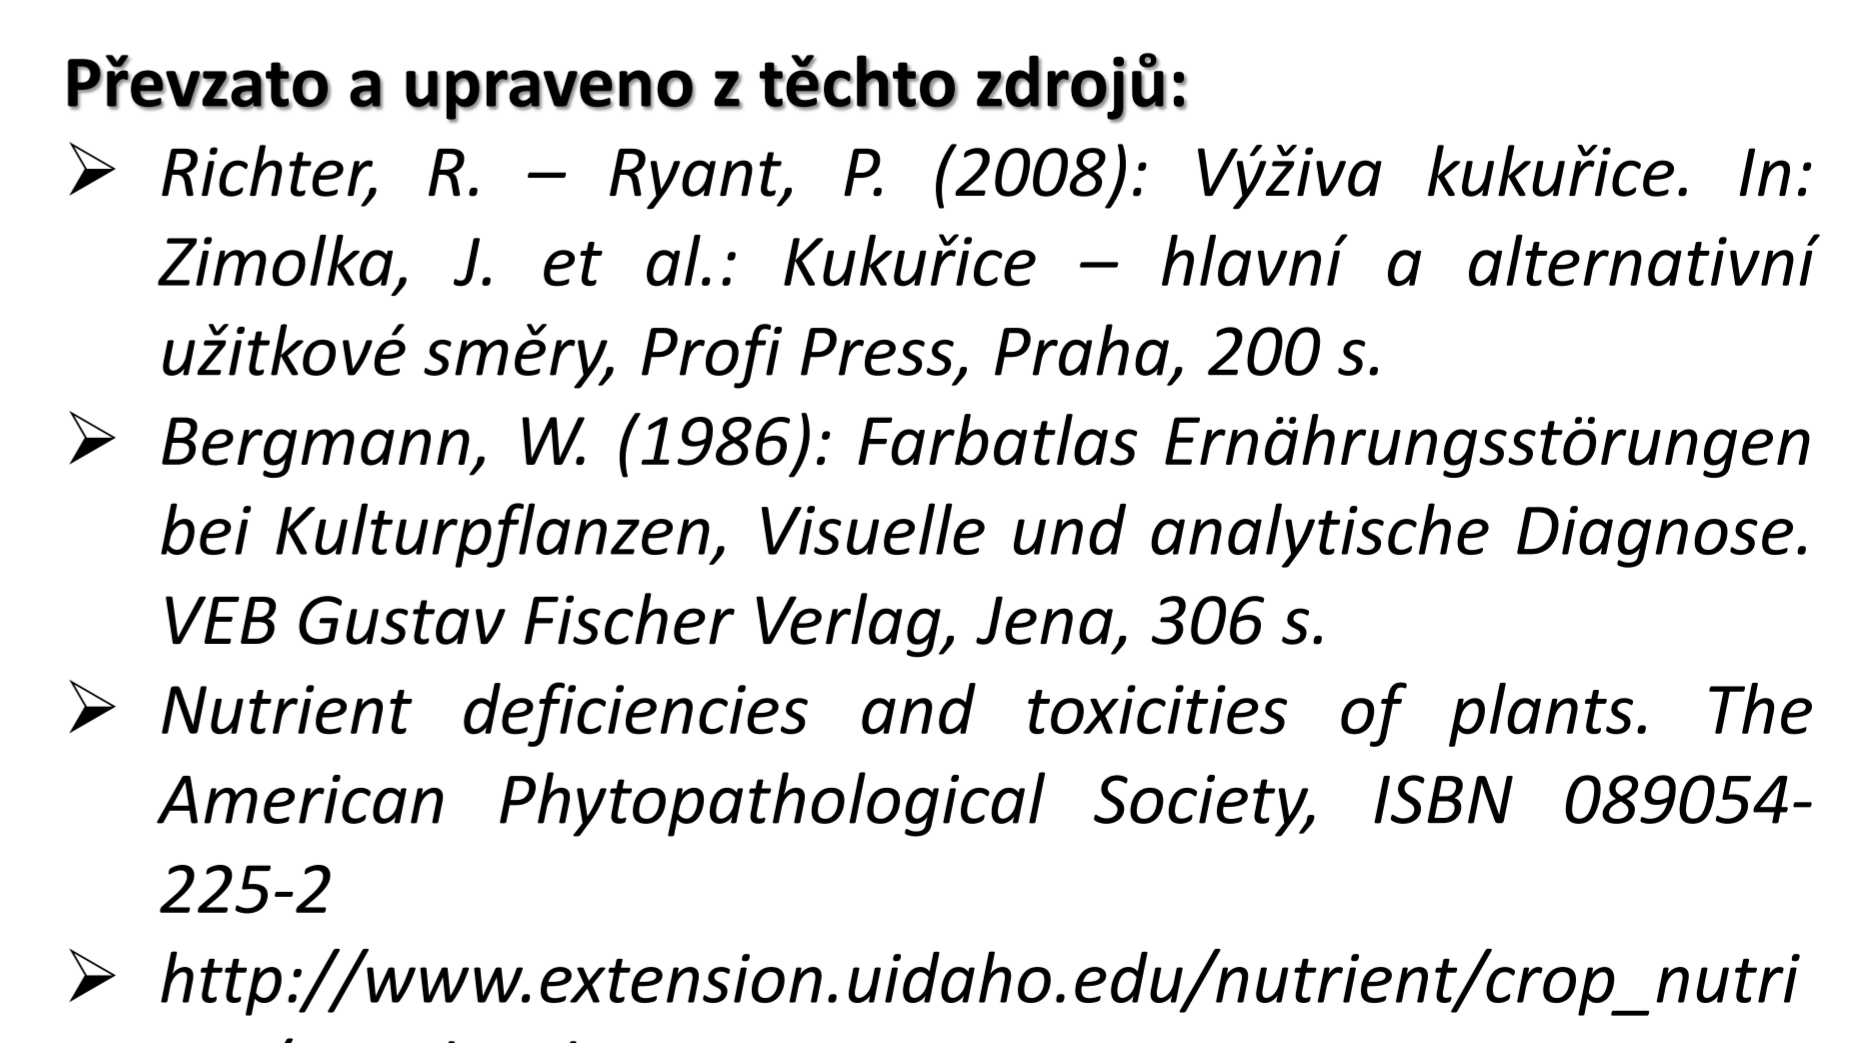 Převzato a upraveno z těchto zdrojů:
➢ Richter, R. – Ryant, P. (2008): Výživa kukuřice. In:
Zimolka, J. et al.: Kukuřice – hlavní a alternativní
užitkové směry, Profi Press, Praha, 200 s.
➢ Bergmann, W. (1986): Farbatlas Ernährungsstörungen
bei Kulturpflanzen, Visuelle und analytische Diagnose.
VEB Gustav Fischer Verlag, Jena, 306 s.
➢ Nutrient deficiencies and toxicities of plants. The
American Phytopathological Society, ISBN 089054-
225-2
➢ http://www.extension.uidaho.edu/nutrient/crop_nutri